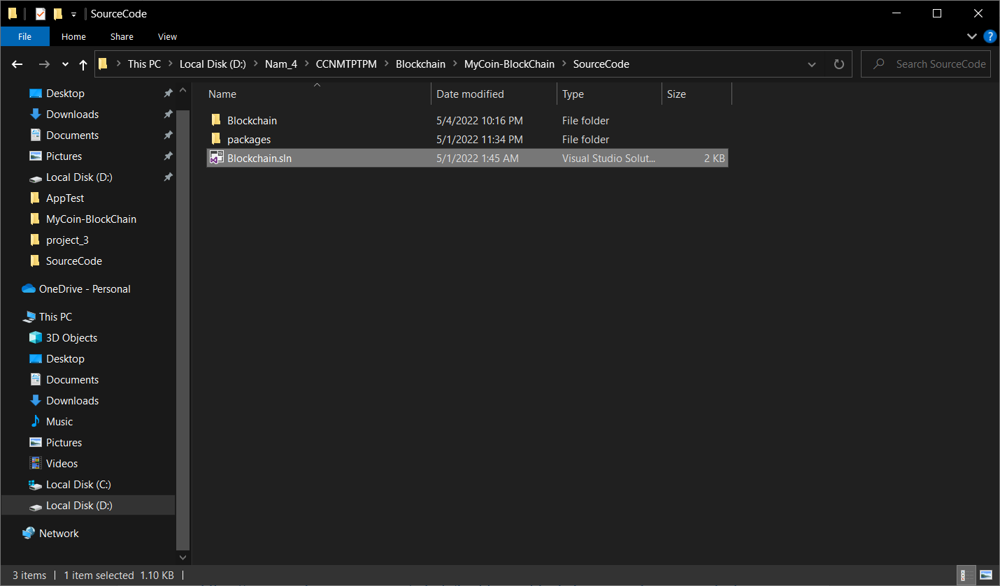 SourceCode
File Home Share View
This PC Local Disk (D:) Nam_4 CCNMTPTPM Blockchain MyCoin-BlockChain SourceCode Search SourceCode
Name Date modified Type Size
Blockchain 5/4/2022 10:16 PM File folder
packages 5/1/2022 11:34 PM File folder
Blockchain.sln 5/1/2022 1:45 AM Visual Studio Solut... 2 KB
Desktop
Downloads
Documents
Pictures
Local Disk (D:)
AppTest
MyCoin-BlockChain
project_3
SourceCode
OneDrive - Personal
This PC
3D Objects
Desktop
Documents
Downloads
Music
Pictures
Videos
Local Disk (C:)
Local Disk (D:)
Network
3 items 1 item selected 1.10 KB